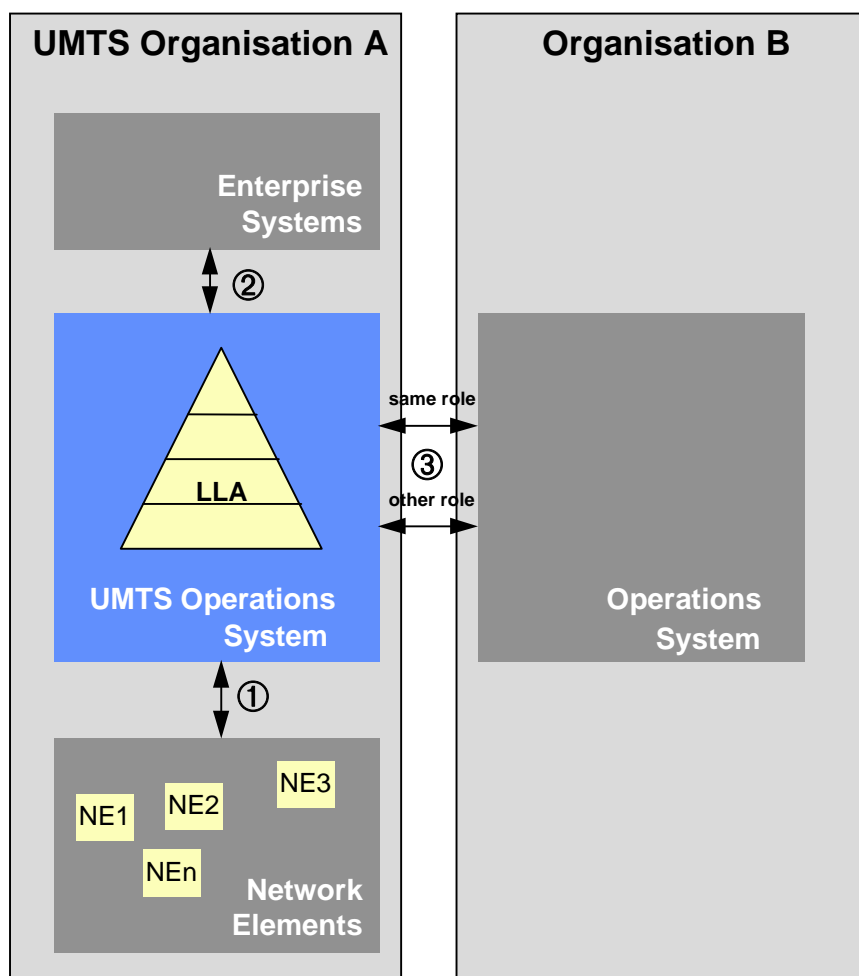 UMTS Organisation A
Organisation B
Enterprise
Systems
②
same role
③
LLA
other role
UMTS Operations
System
Operations
System
①
NE3
NE2
NE1
NEn
Network
Elements